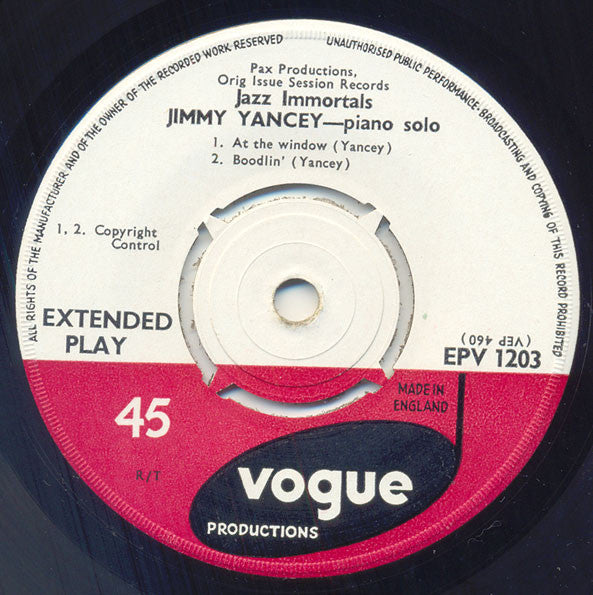 ALL RIGHTS OF THE MANUFACTURER AND OF THE OWNER OF THE RECORDED WORK RESERVED
UNAUTHORISED PUBLIC PERFORMANCE·BROADCASTING AND COPYING OF THIS RECORD PROHIBITED
Pax Productions,
Orig Issue Session Records
Jazz Immortals
JIMMY YANCEY—piano solo
1. At the window (Yancey)
2. Boodlin' (Yancey)
1, 2. Copyright
Control
EXTENDED
PLAY
(VEP 460)
EPV 1203
45
MADE IN
ENGLAND
R/T
vogue
PRODUCTIONS